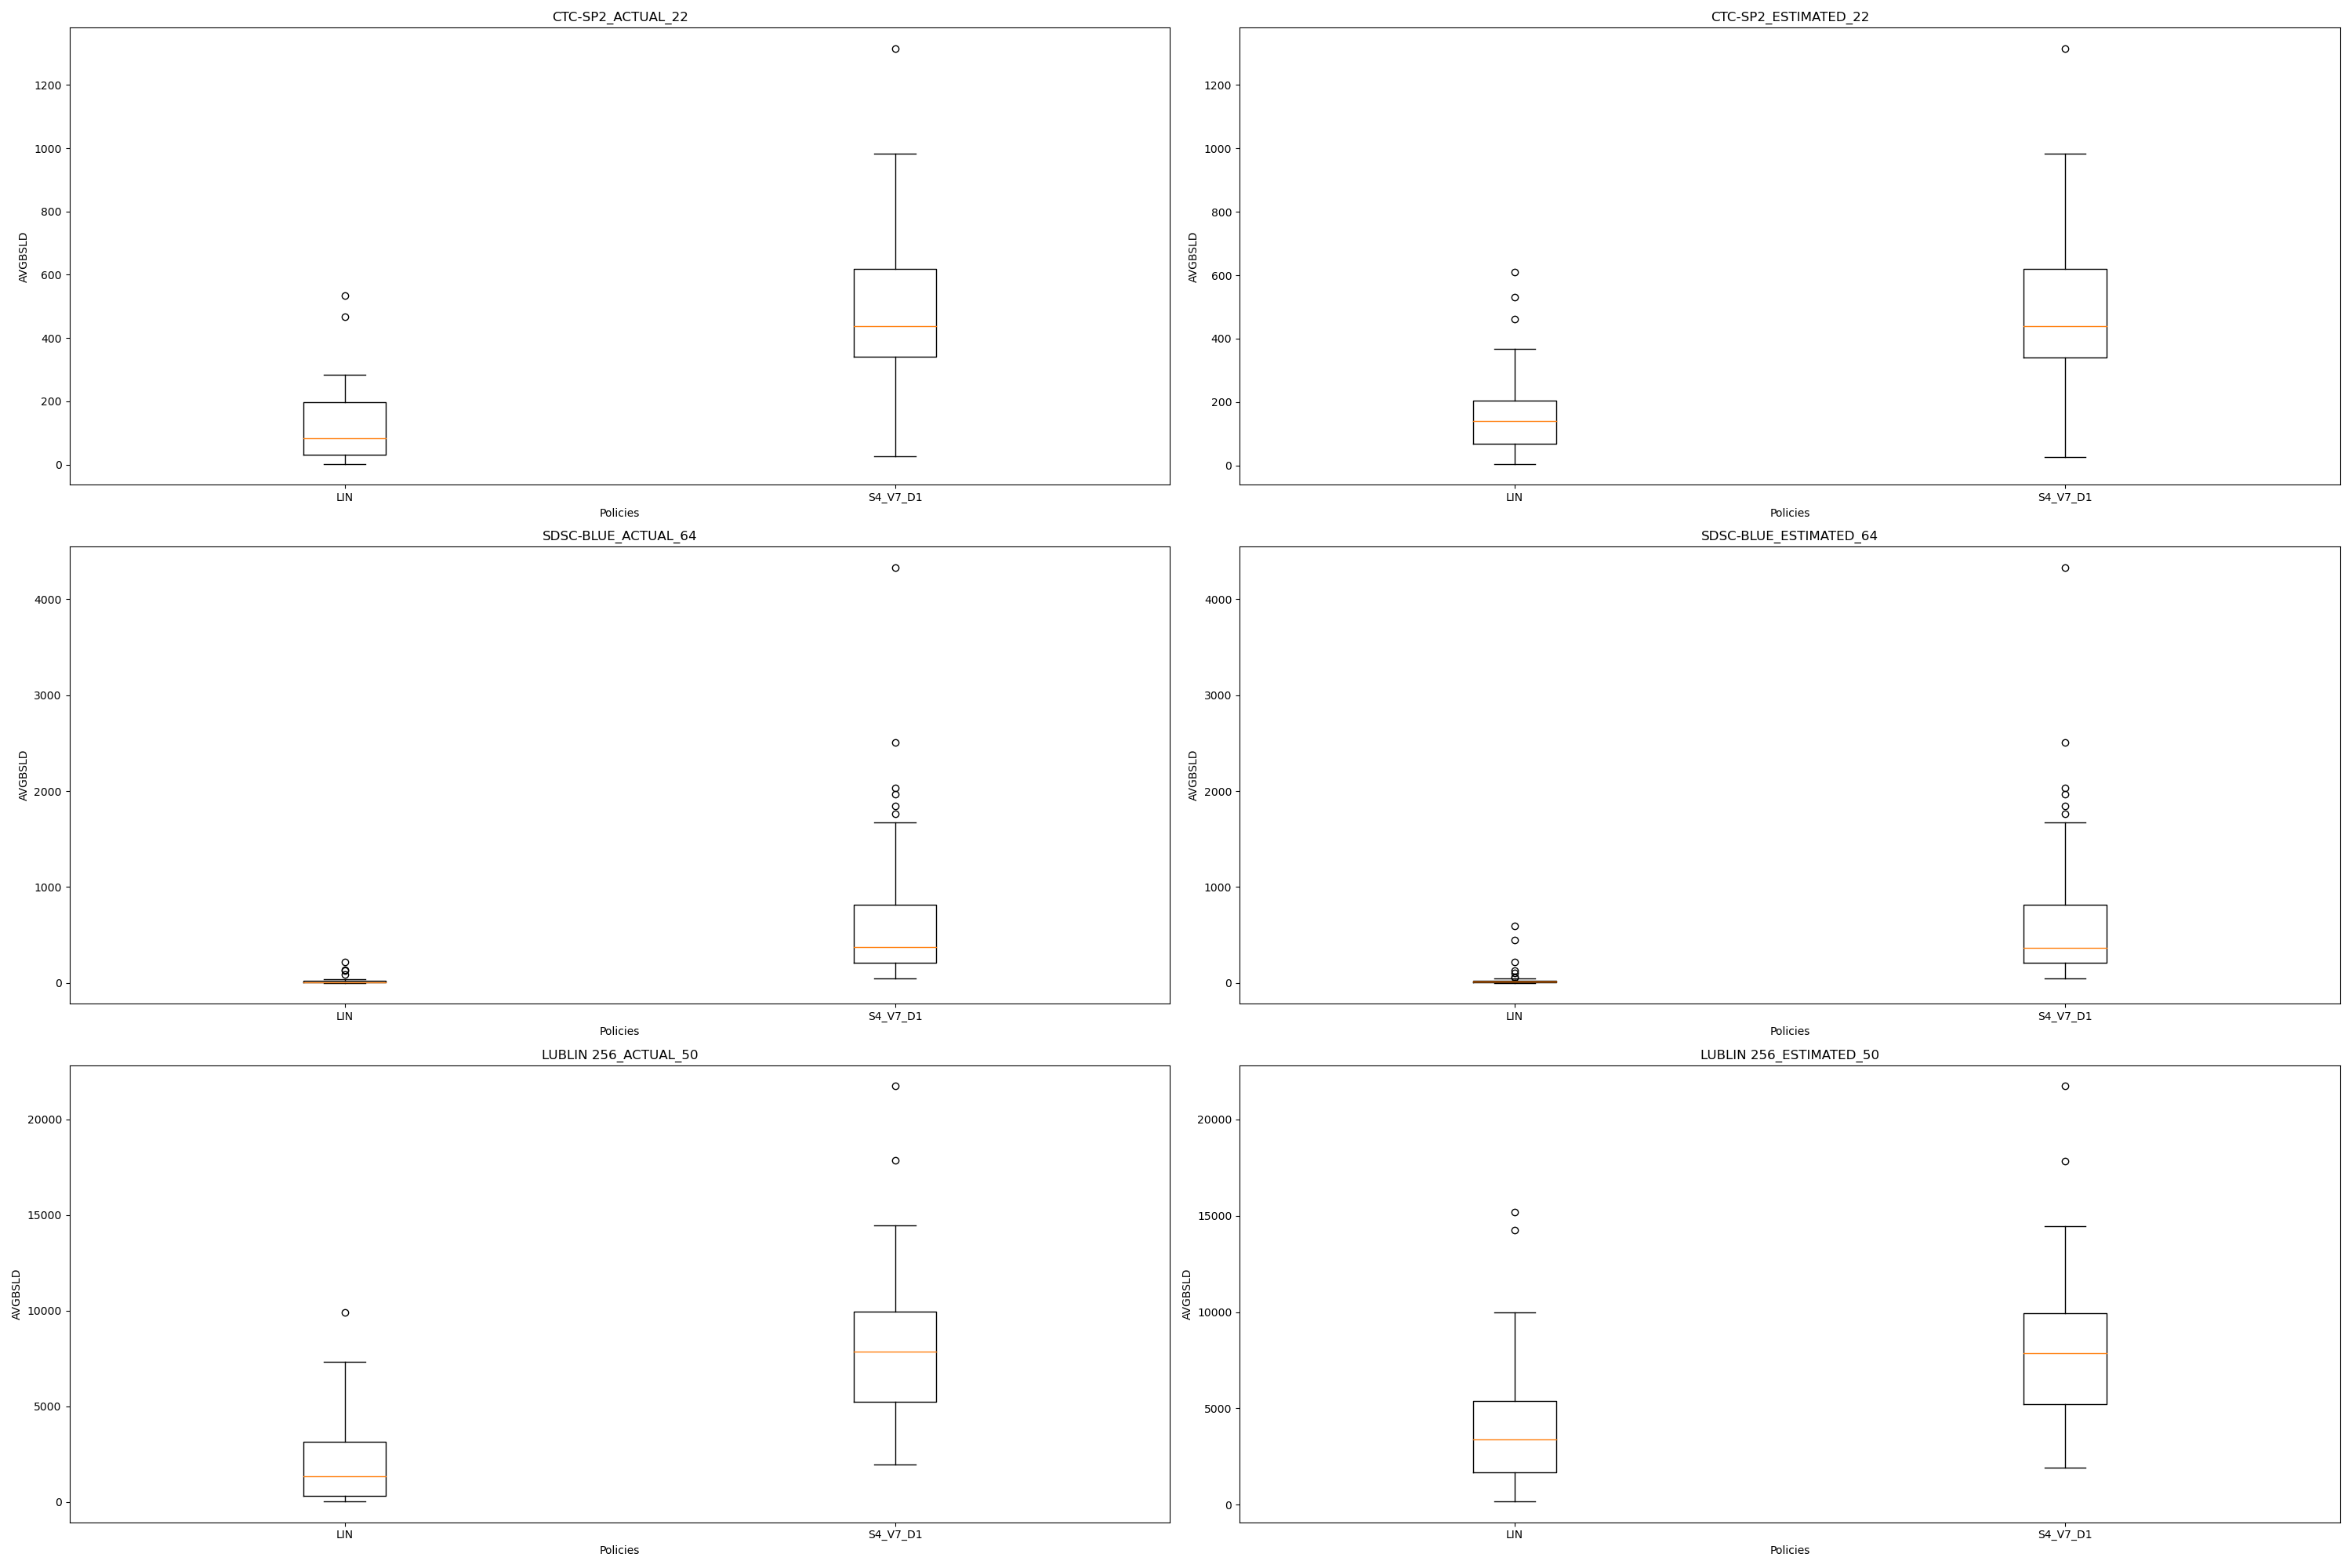 CTC-SP2_ACTUAL_22
1200
1000
800
600
400
200
0
AVGBSLD
LIN
S4_V7_D1
Policies
CTC-SP2_ESTIMATED_22
1200
1000
800
600
400
200
0
AVGBSLD
LIN
S4_V7_D1
Policies
SDSC-BLUE_ACTUAL_64
4000
3000
2000
1000
0
AVGBSLD
LIN
S4_V7_D1
Policies
SDSC-BLUE_ESTIMATED_64
4000
3000
2000
1000
0
AVGBSLD
LIN
S4_V7_D1
Policies
LUBLIN 256_ACTUAL_50
20000
15000
10000
5000
0
AVGBSLD
LIN
S4_V7_D1
Policies
LUBLIN 256_ESTIMATED_50
20000
15000
10000
5000
0
AVGBSLD
LIN
S4_V7_D1
Policies